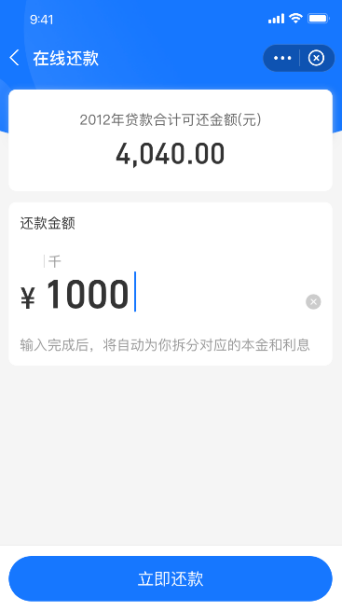 9:41
在线还款
2012年贷款合计可还金额(元)
4,040.00
还款金额
千
¥ 1000
输入完成后，将自动为你拆分对应的本金和利息
立即还款